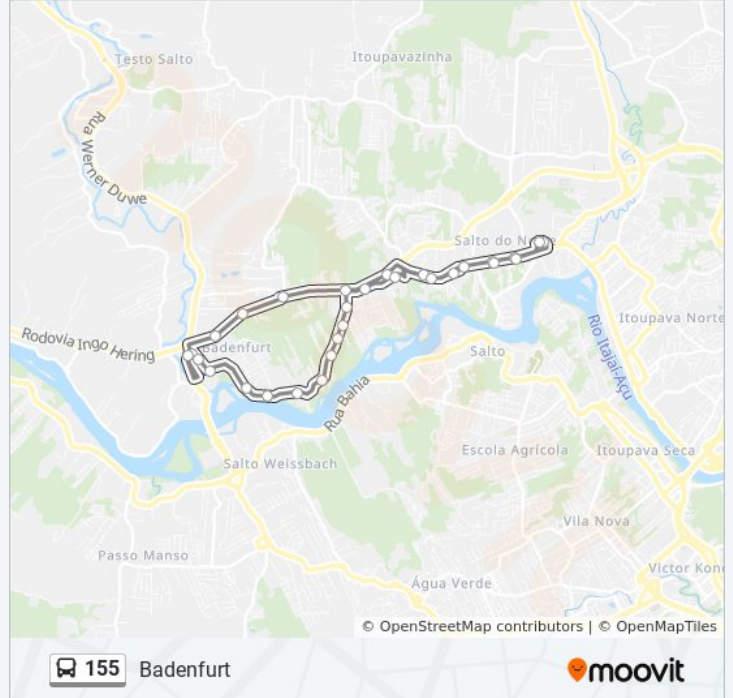 Testo Salto
Itoupavazinha
Rua Werner Duwe
Salto do Norte
Rodovia Ingo Hering
Badenfurt
Itoupava Norte
Rio Itajaí-Açu
Salto
Rua Bahia
Escola Agrícola
Itoupava Seca
Salto Weissbach
Vila Nova
Passo Manso
Água Verde
Victor Kon
© OpenStreetMap contributors | © OpenMapTiles
155 Badenfurt
moovit